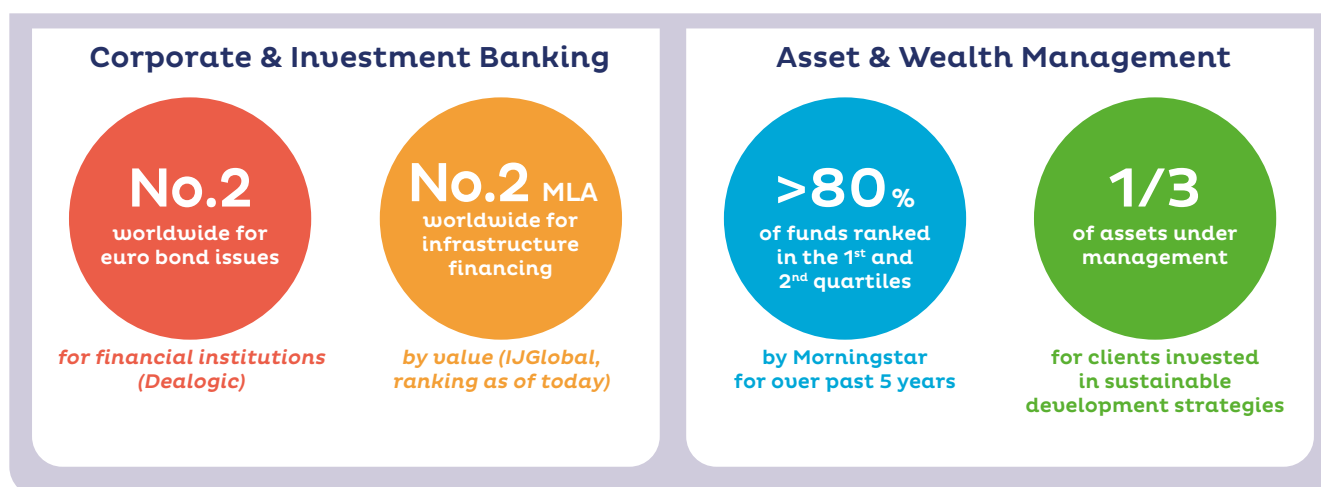 Corporate & Investment Banking
No.2
worldwide for
euro bond issues
for financial institutions
(Dealogic)
No.2 MLA
worldwide for
infrastructure
financing
by value (IJGlobal,
ranking as of today)
Asset & Wealth Management
>80%
of funds ranked
in the 1st and
2nd quartiles
by Morningstar
for over past 5 years
1/3
of assets under
management
for clients invested
in sustainable
development strategies